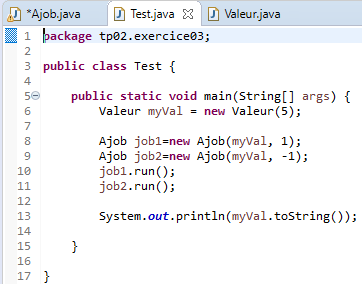 *Ajob.java Test.java Valeur.java
1 package tp02.exercice03;
2
3 public class Test {
4
5 public static void main(String[] args) {
6 Valeur myVal = new Valeur(5);
7
8 Ajob job1=new Ajob(myVal, 1);
9 Ajob job2=new Ajob(myVal, -1);
10 job1.run();
11 job2.run();
12
13 System.out.println(myVal.toString());
14
15 }
16
17 }